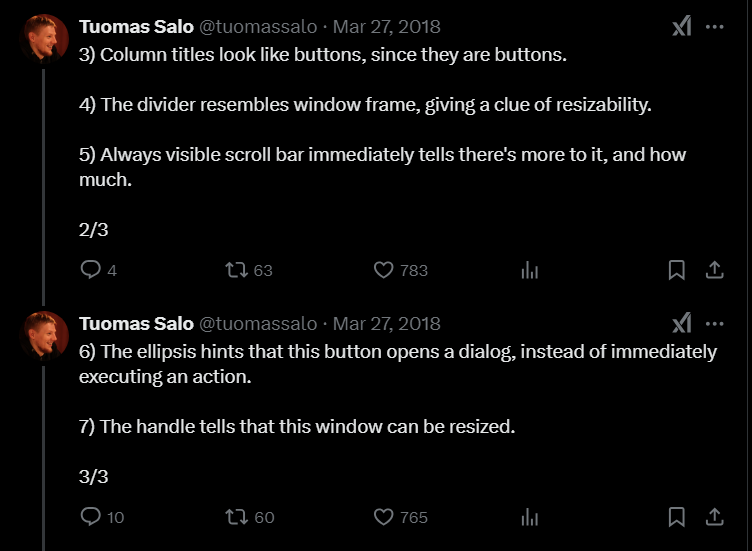 Tuomas Salo @tuomassalo · Mar 27, 2018
3) Column titles look like buttons, since they are buttons.
4) The divider resembles window frame, giving a clue of resizability.
5) Always visible scroll bar immediately tells there's more to it, and how
much.
2/3
4 63 783
Tuomas Salo @tuomassalo · Mar 27, 2018
6) The ellipsis hints that this button opens a dialog, instead of immediately
executing an action.
7) The handle tells that this window can be resized.
3/3
10 60 765